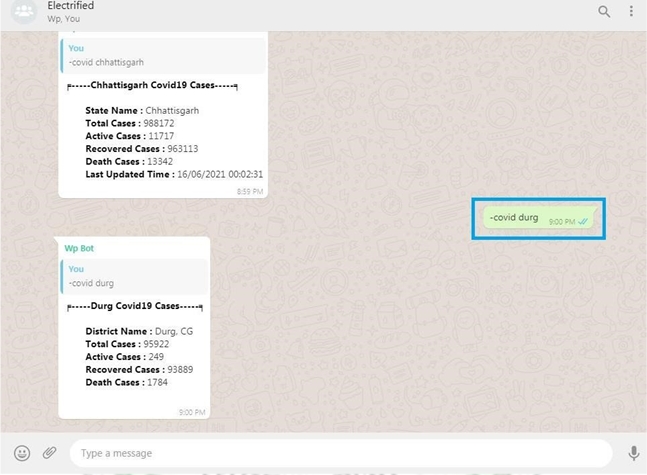 Electrified
Wp, You
You
-covid chhattisgarh
╒-----Chhattisgarh Covid19 Cases-----╕
State Name : Chhattisgarh
Total Cases : 988172
Active Cases : 11717
Recovered Cases : 963113
Death Cases : 13342
Last Updated Time : 16/06/2021 00:02:31
8:59 PM
-covid durg
9:00 PM
Wp Bot
You
-covid durg
╒-----Durg Covid19 Cases-----╕
District Name : Durg, CG
Total Cases : 95922
Active Cases : 249
Recovered Cases : 93889
Death Cases : 1784
9:00 PM
Type a message